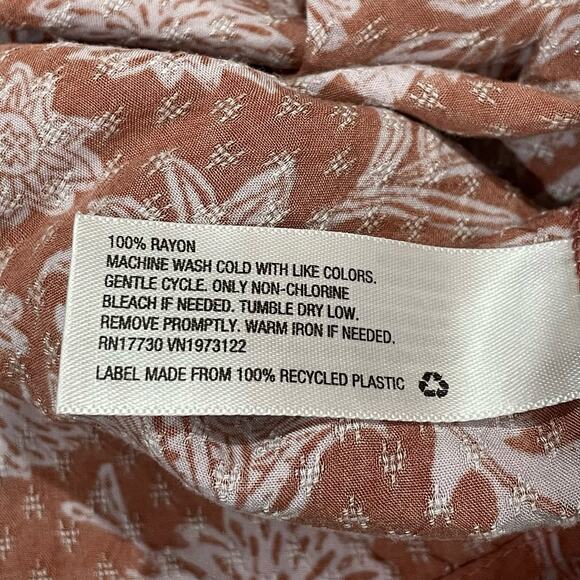 100% RAYON
MACHINE WASH COLD WITH LIKE COLORS.
GENTLE CYCLE. ONLY NON-CHLORINE
BLEACH IF NEEDED. TUMBLE DRY LOW.
REMOVE PROMPTLY. WARM IRON IF NEEDED.
RN17730 VN1973122
LABEL MADE FROM 100% RECYCLED PLASTIC